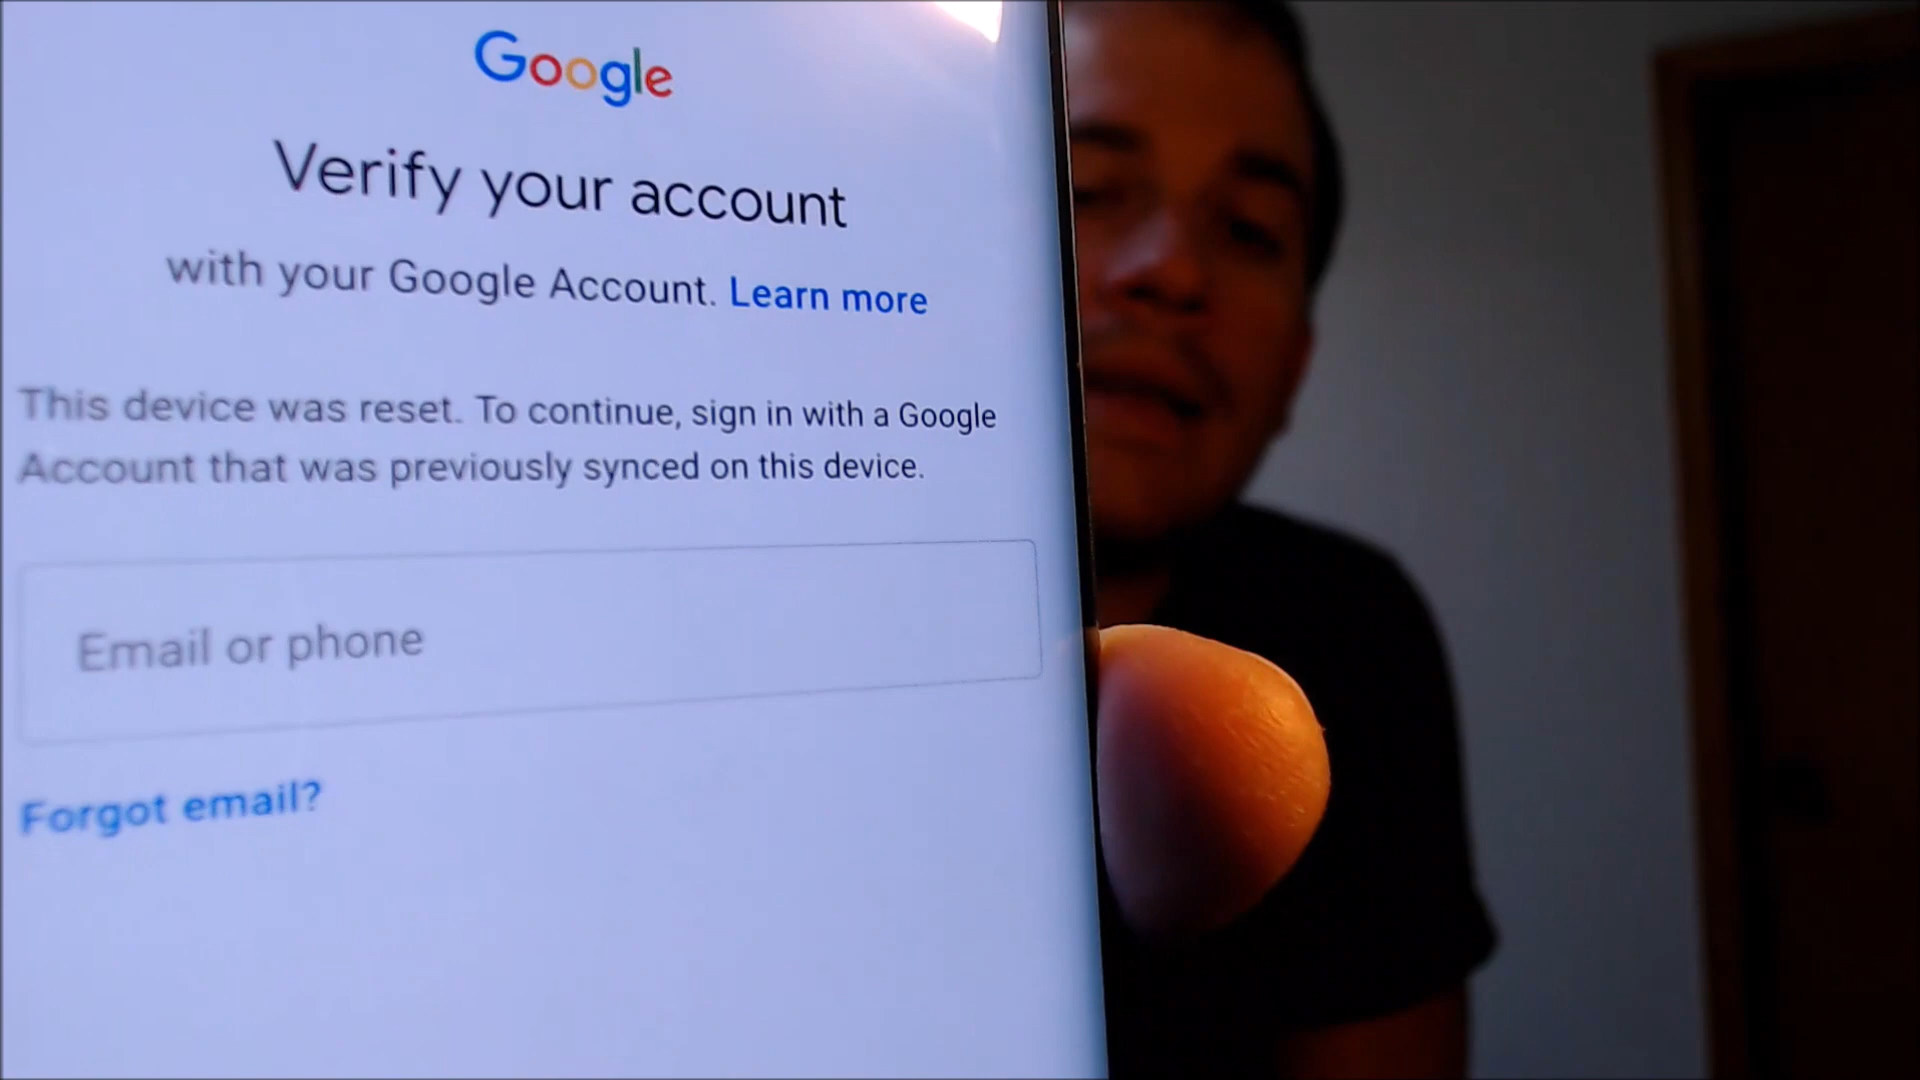 Google
Verify your account
with your Google Account. Learn more
This device was reset. To continue, sign in with a Google
Account that was previously synced on this device.
Email or phone
Forgot email?